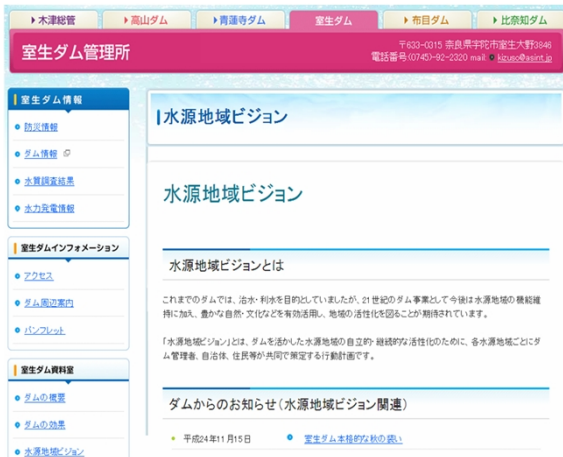 木津総管
高山ダム
青蓮寺ダム
室生ダム
布目ダム
比奈知ダム
室生ダム管理所
〒633-0315 奈良県宇陀市室生大野3846
電話番号:(0745)-92-2320 mail: kizuso@asint.jp
室生ダム情報
防災情報
ダム情報
水質調査結果
水力発電情報
室生ダムインフォメーション
アクセス
ダム周辺案内
パンフレット
室生ダム資料室
ダムの概要
ダムの効果
水源地域ビジョン
水源地域ビジョン
水源地域ビジョン
水源地域ビジョンとは
これまでのダムでは、治水・利水を目的としていましたが、21世紀のダム事業として今後は水源地域の機能維
持に加え、豊かな自然・文化などを有効活用し、地域の活性化を図ることが期待されています。
「水源地域ビジョン」とは、ダムを活かした水源地域の自立的・継続的な活性化のために、各水源地域ごとにダ
ム管理者、自治体、住民等が共同で策定する行動計画です。
ダムからのお知らせ(水源地域ビジョン関連)
平成24年11月15日 室生ダム本格的な秋の装い